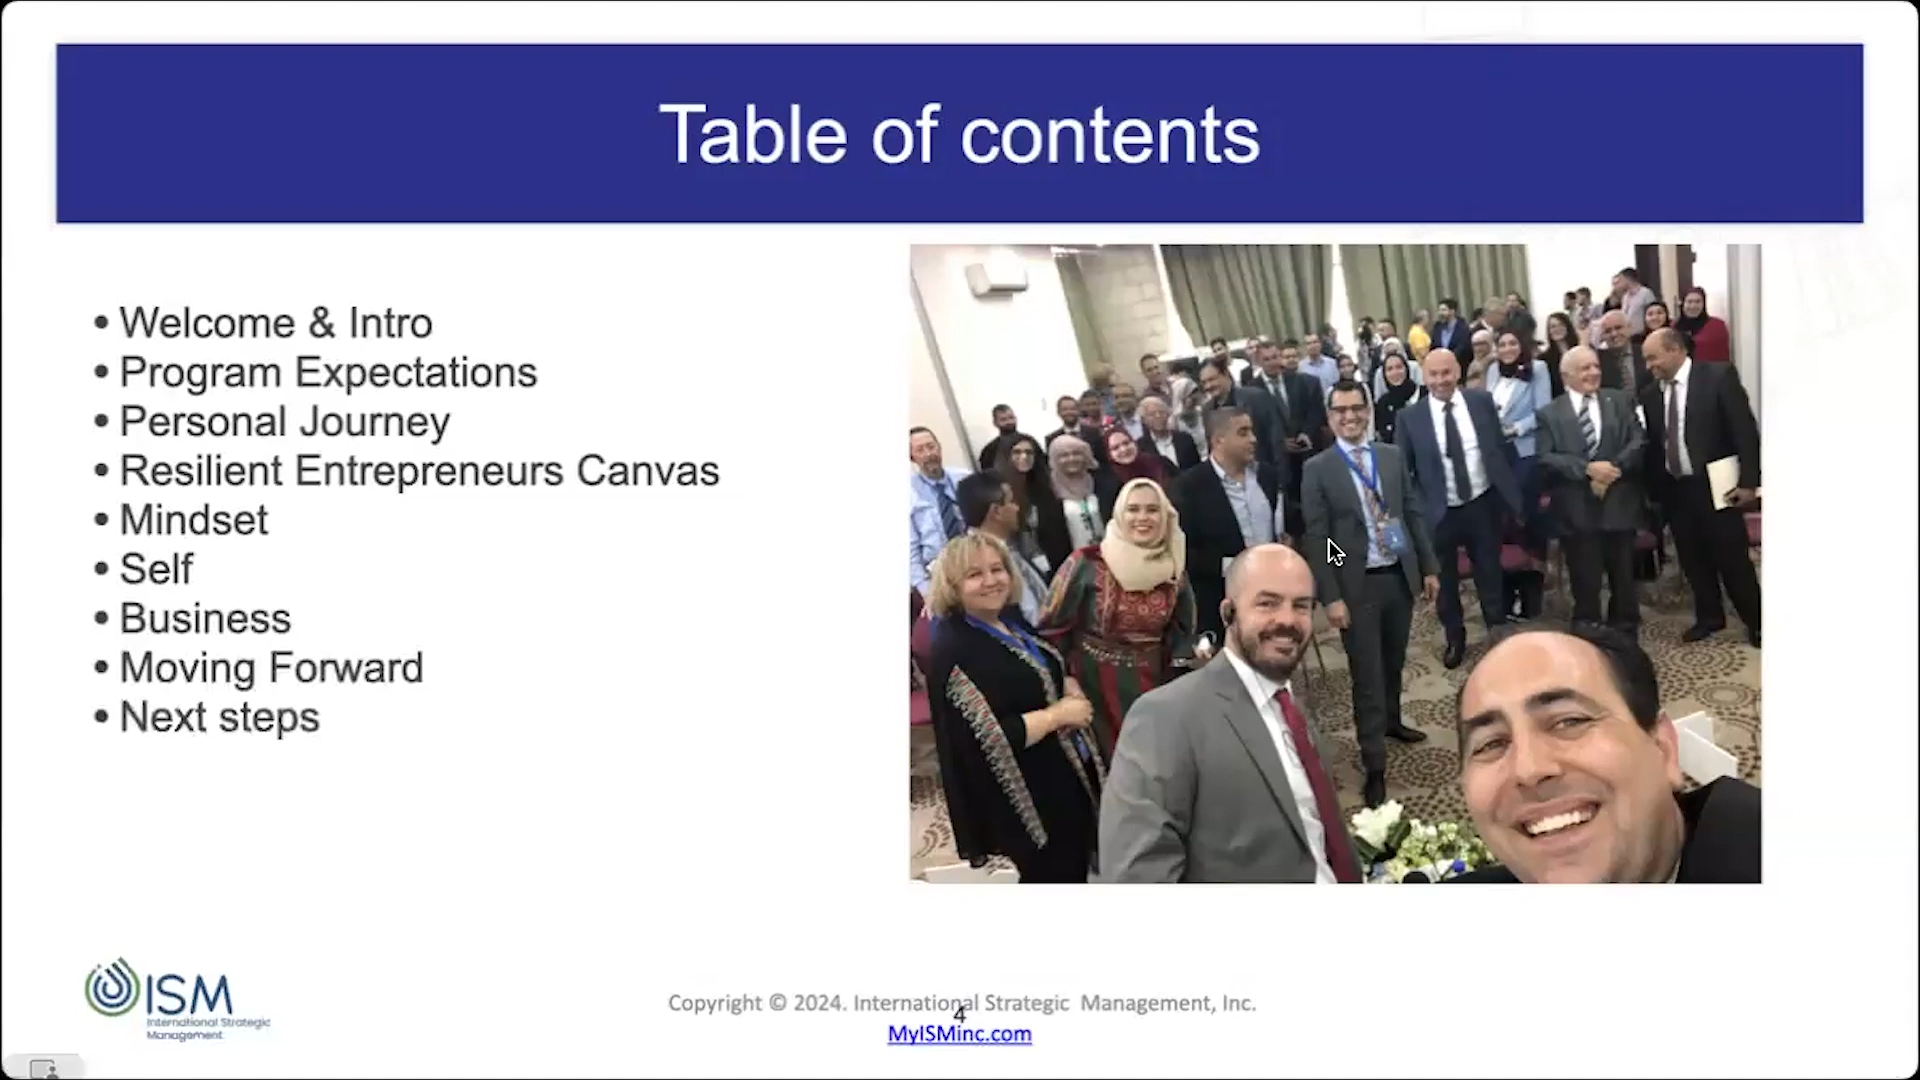 Table of contents
• Welcome & Intro
• Program Expectations
• Personal Journey
• Resilient Entrepreneurs Canvas
• Mindset
• Self
• Business
• Moving Forward
• Next steps
ISM
International Strategic
Management
Copyright © 2024. International Strategic Management, Inc.
4
MyISMinc.com